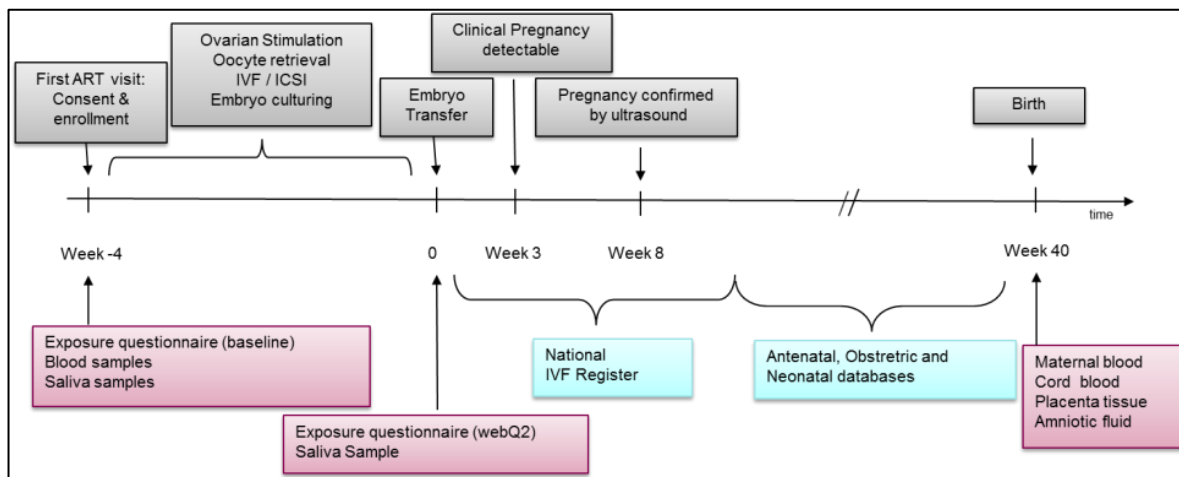 First ART visit:
Consent &
enrollment
Ovarian Stimulation
Oocyte retrieval
IVF / ICSI
Embryo culturing
Embryo
Transfer
Clinical Pregnancy
detectable
Pregnancy confirmed
by ultrasound
Birth
time
Week -4
0
Week 3
Week 8
Week 40
Exposure questionnaire (baseline)
Blood samples
Saliva samples
Exposure questionnaire (webQ2)
Saliva Sample
National
IVF Register
Antenatal, Obstretric and
Neonatal databases
Maternal blood
Cord blood
Placenta tissue
Amniotic fluid